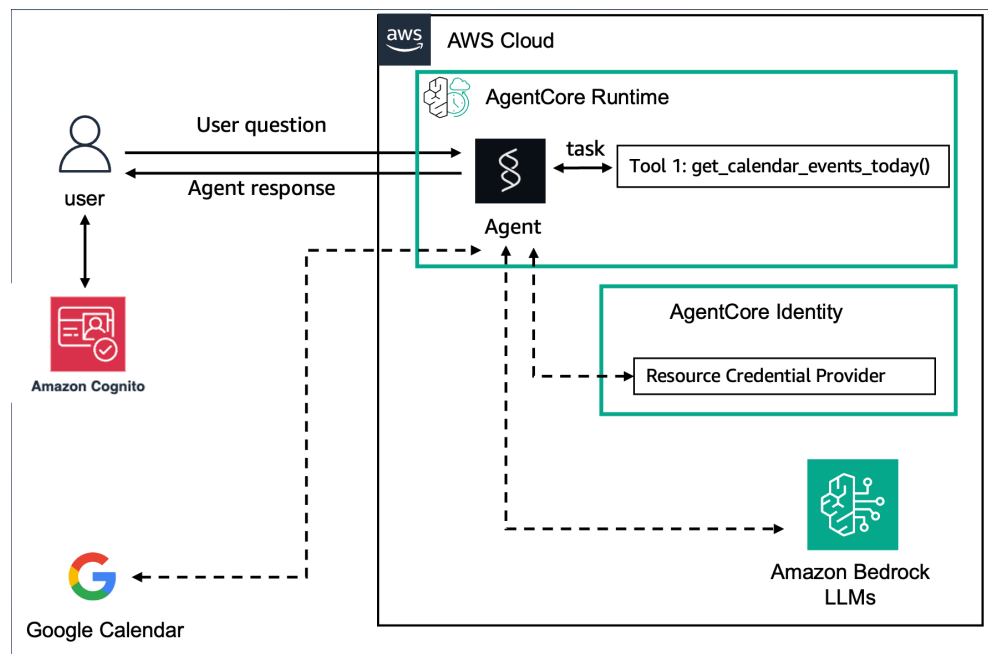 aws
AWS Cloud
AgentCore Runtime
User question
task
Tool 1: get_calendar_events_today()
Agent response
user
Agent
AgentCore Identity
Resource Credential Provider
Amazon Cognito
Amazon Bedrock
LLMs
Google Calendar